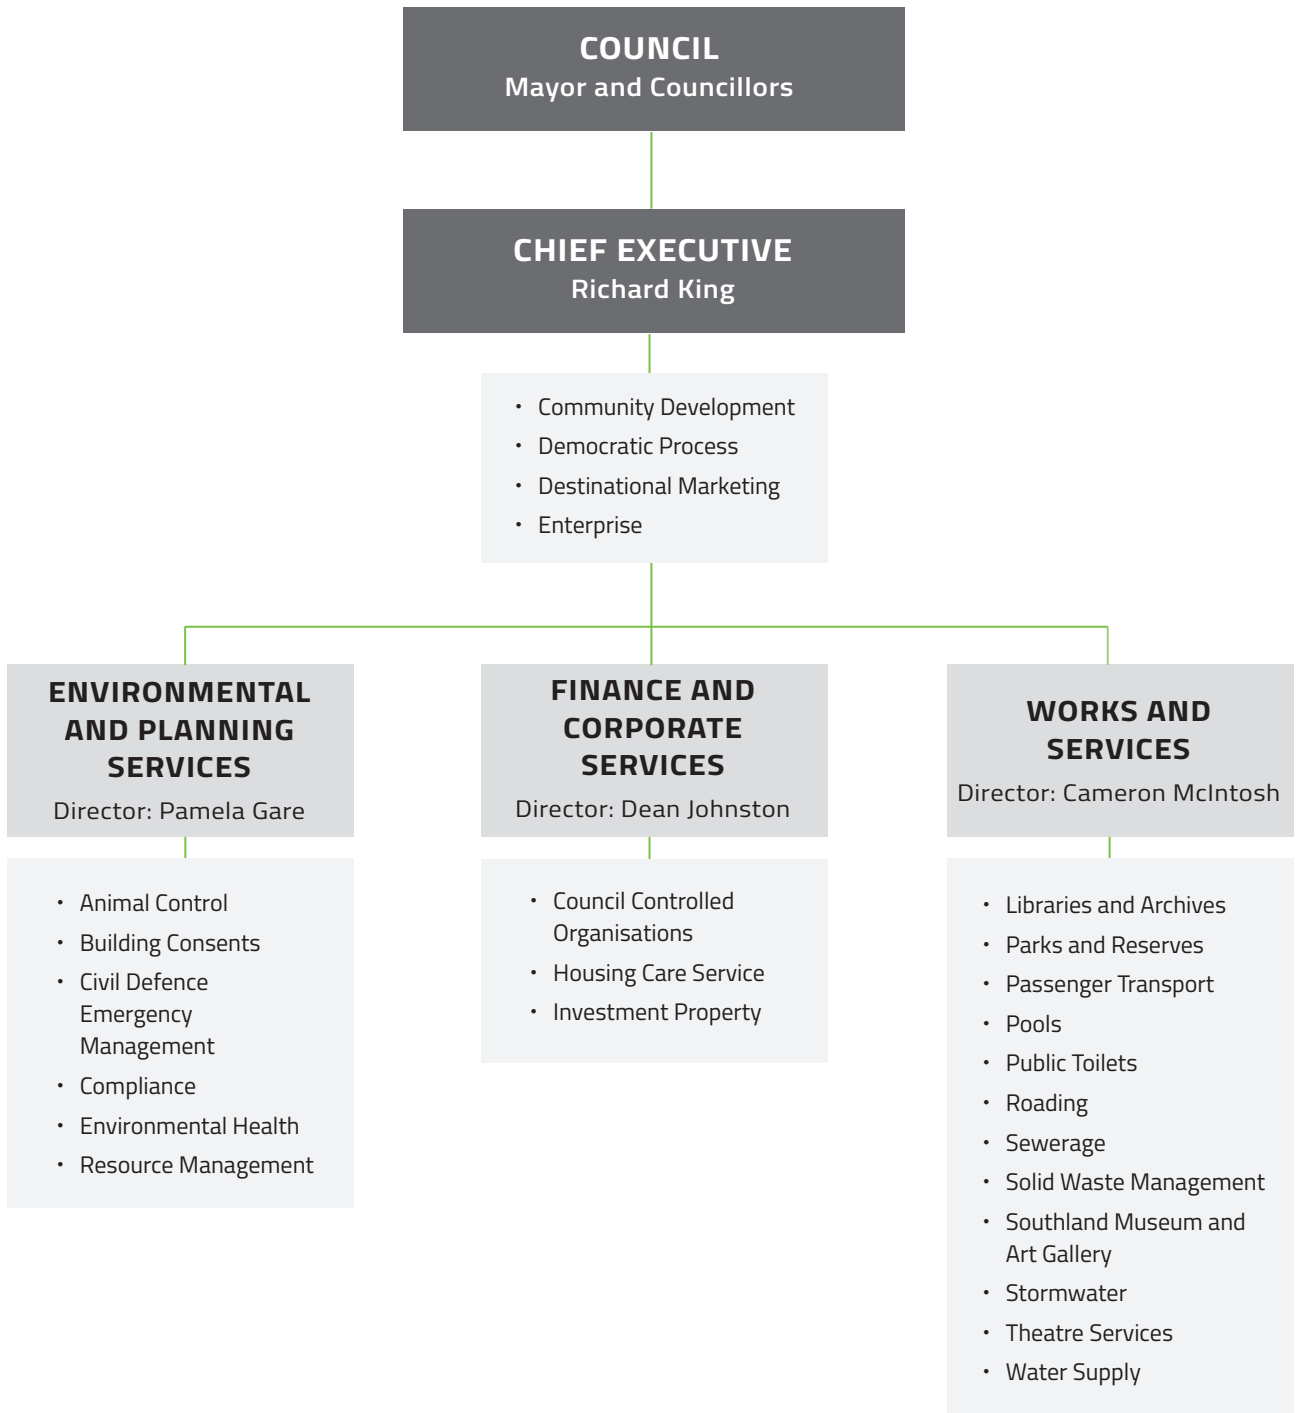 COUNCIL
Mayor and Councillors
CHIEF EXECUTIVE
Richard King
• Community Development
• Democratic Process
• Destinational Marketing
• Enterprise
ENVIRONMENTAL
AND PLANNING
SERVICES
Director: Pamela Gare
• Animal Control
• Building Consents
• Civil Defence
Emergency
Management
• Compliance
• Environmental Health
• Resource Management
FINANCE AND
CORPORATE
SERVICES
Director: Dean Johnston
• Council Controlled
Organisations
• Housing Care Service
• Investment Property
WORKS AND
SERVICES
Director: Cameron McIntosh
• Libraries and Archives
• Parks and Reserves
• Passenger Transport
• Pools
• Public Toilets
• Roading
• Sewerage
• Solid Waste Management
• Southland Museum and
Art Gallery
• Stormwater
• Theatre Services
• Water Supply